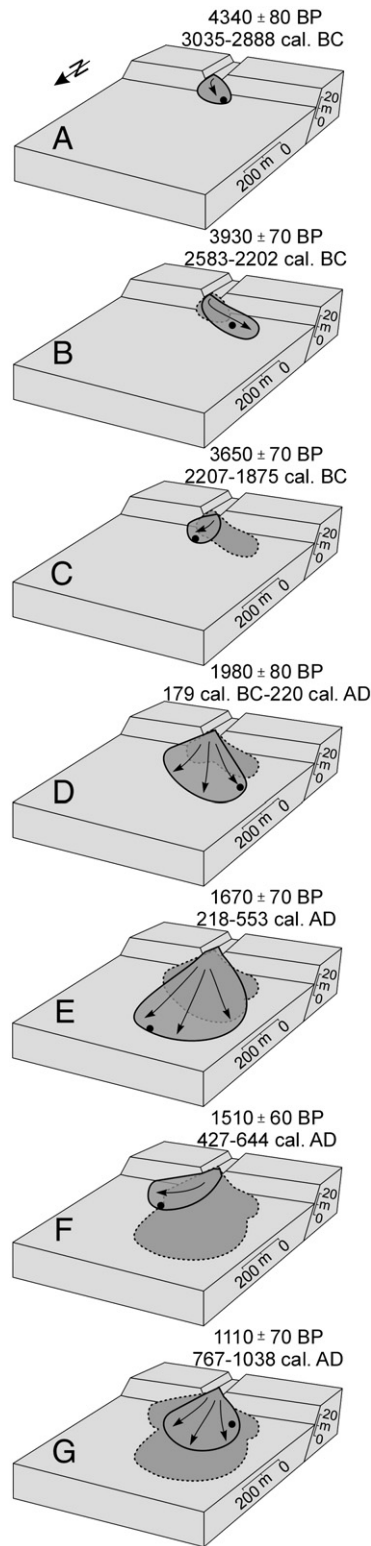 4340 ± 80 BP
3035-2888 cal. BC
N
A
200 m 0
20
m
0
3930 ± 70 BP
2583-2202 cal. BC
B
200 m 0
20
m
0
3650 ± 70 BP
2207-1875 cal. BC
C
200 m 0
20
m
0
1980 ± 80 BP
179 cal. BC-220 cal. AD
D
200 m 0
20
m
0
1670 ± 70 BP
218-553 cal. AD
E
200 m 0
20
m
0
1510 ± 60 BP
427-644 cal. AD
F
200 m 0
20
m
0
1110 ± 70 BP
767-1038 cal. AD
G
200 m 0
20
m
0